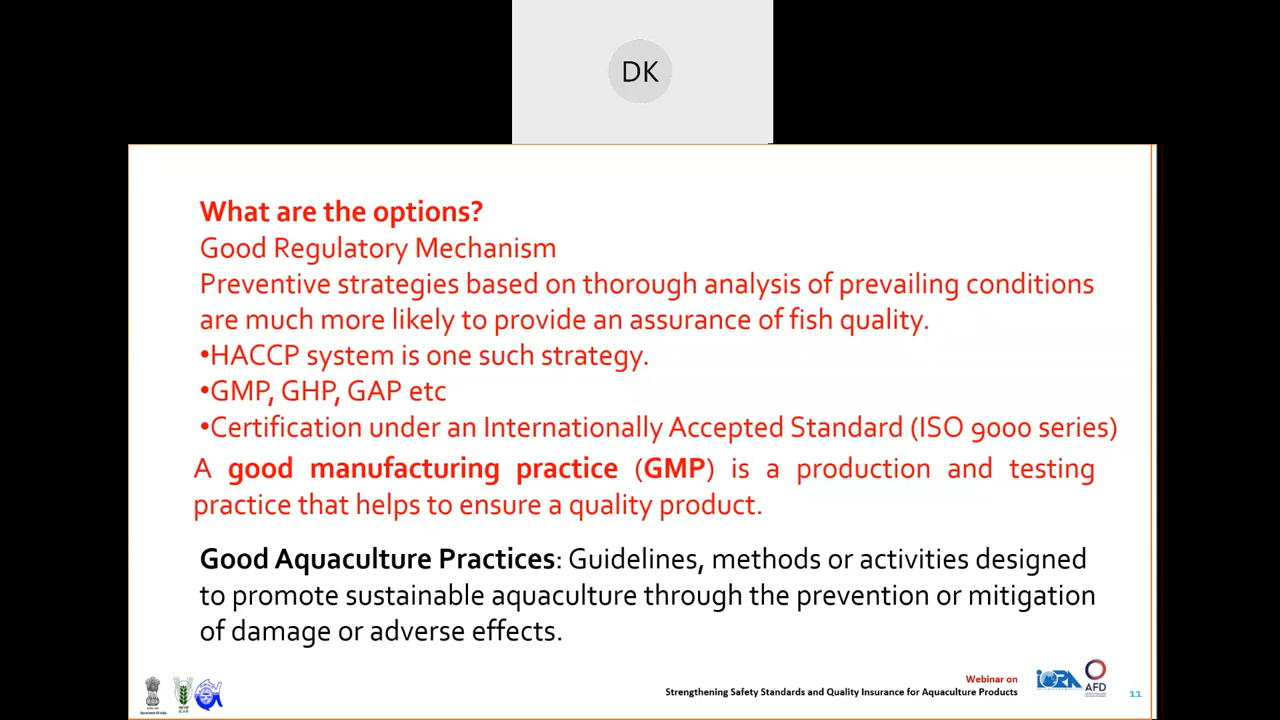 DK
What are the options?
Good Regulatory Mechanism
Preventive strategies based on thorough analysis of prevailing conditions
are much more likely to provide an assurance of fish quality.
•HACCP system is one such strategy.
•GMP, GHP, GAP etc
•Certification under an Internationally Accepted Standard (ISO 9000 series)
A good manufacturing practice (GMP) is a production and testing
practice that helps to ensure a quality product.
Good Aquaculture Practices: Guidelines, methods or activities designed
to promote sustainable aquaculture through the prevention or mitigation
of damage or adverse effects.
Webinar on
Strengthening Safety Standards and Quality Insurance for Aquaculture Products
IORA
AFD
11